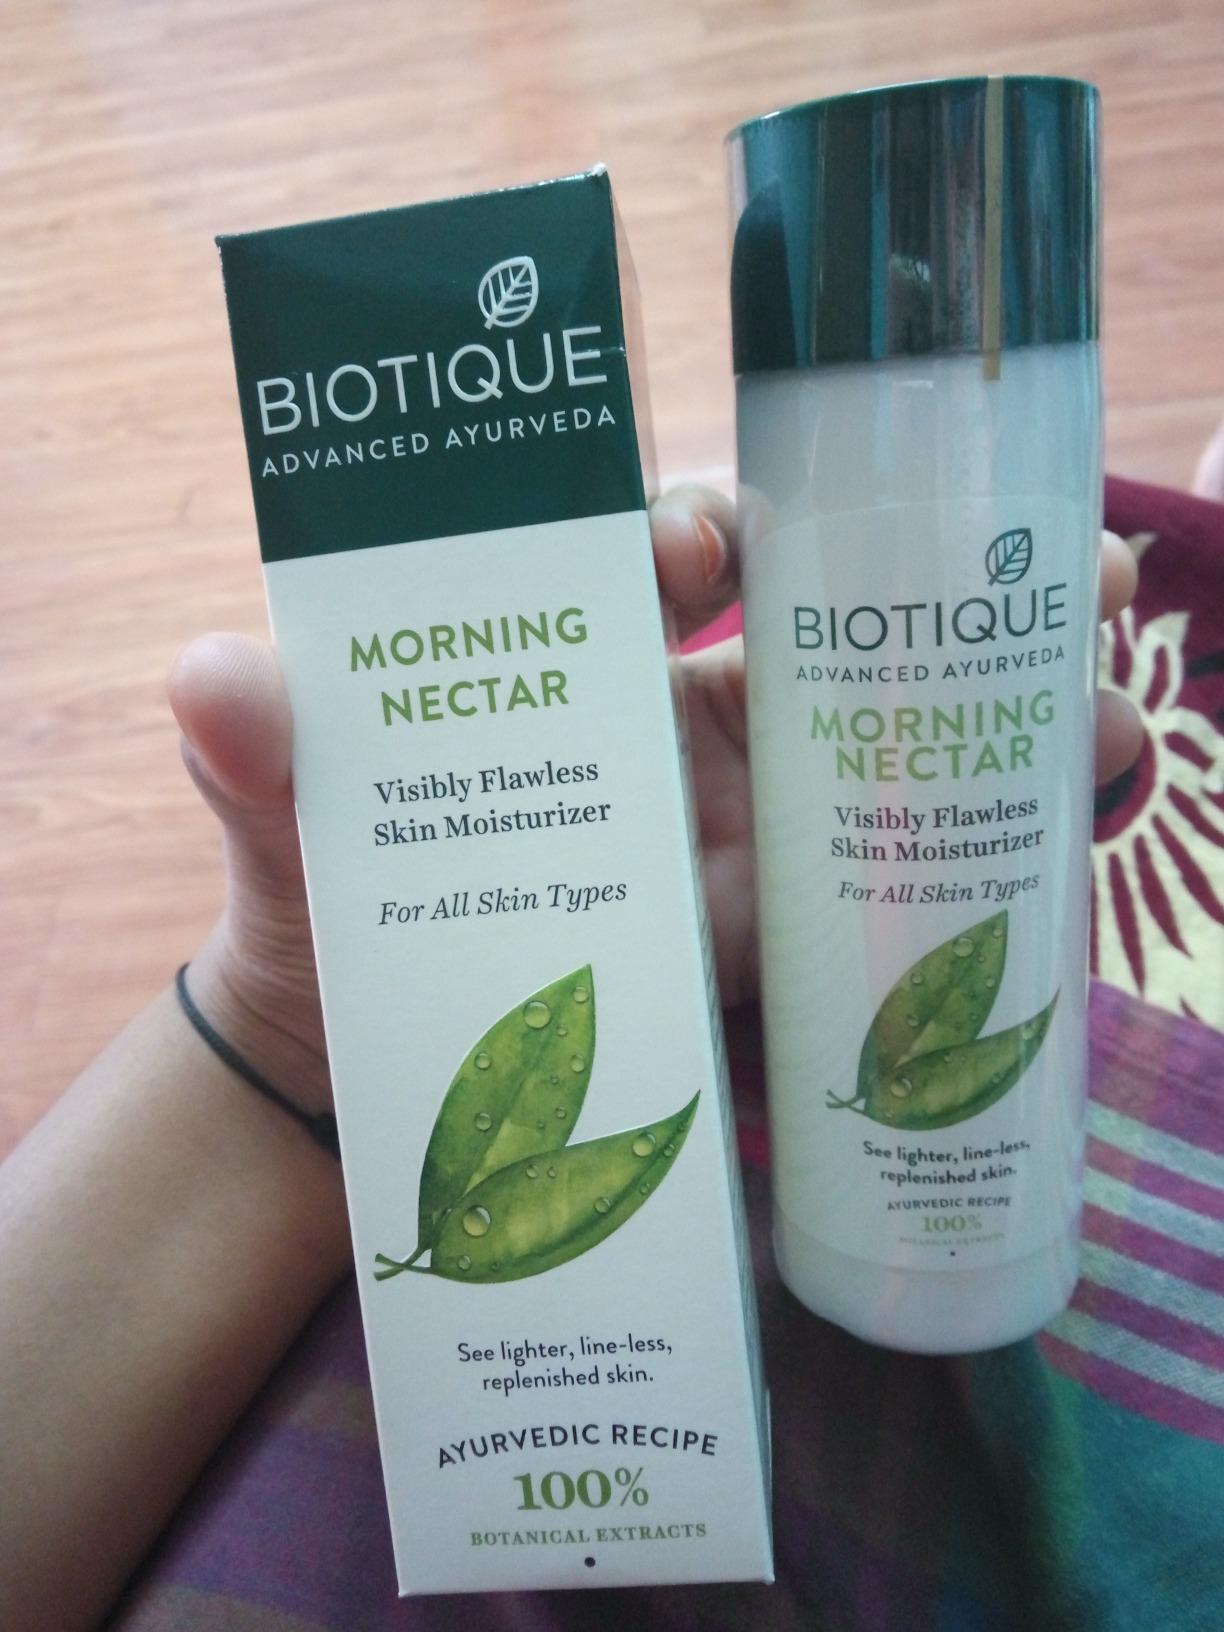 BIOTIQUE
ADVANCED AYURVEDA
MORNING
NECTAR
Visibly Flawless
Skin Moisturizer
For All Skin Types
See lighter, line-less,
replenished skin.
AYURVEDIC RECIPE
100%
BOTANICAL EXTRACTS
BIOTIQUE
ADVANCED AYURVEDA
MORNING
NECTAR
Visibly Flawless
Skin Moisturizer
For All Skin Types
See lighter, line-less,
replenished skin.
AYURVEDIC RECIPE
100%
BOTANICAL EXTRACTS